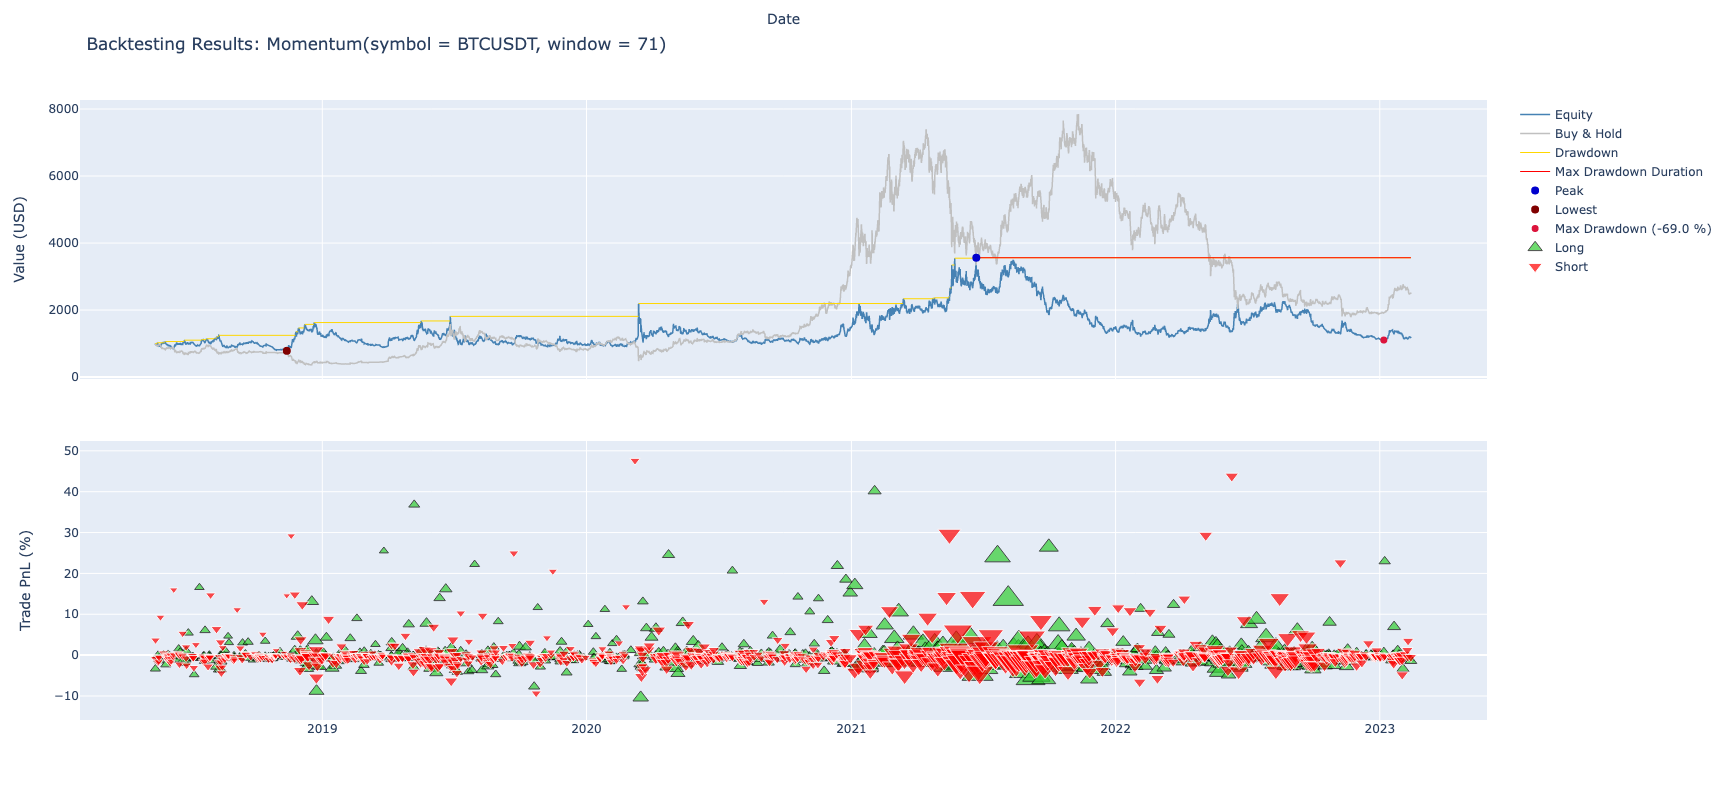 Date
Backtesting Results: Momentum(symbol = BTCUSDT, window = 71)
Value (USD)
8000
6000
4000
2000
0
Equity
Buy & Hold
Drawdown
Max Drawdown Duration
Peak
Lowest
Max Drawdown (-69.0 %)
Long
Short
Trade PnL (%)
50
40
30
20
10
0
−10
2019
2020
2021
2022
2023